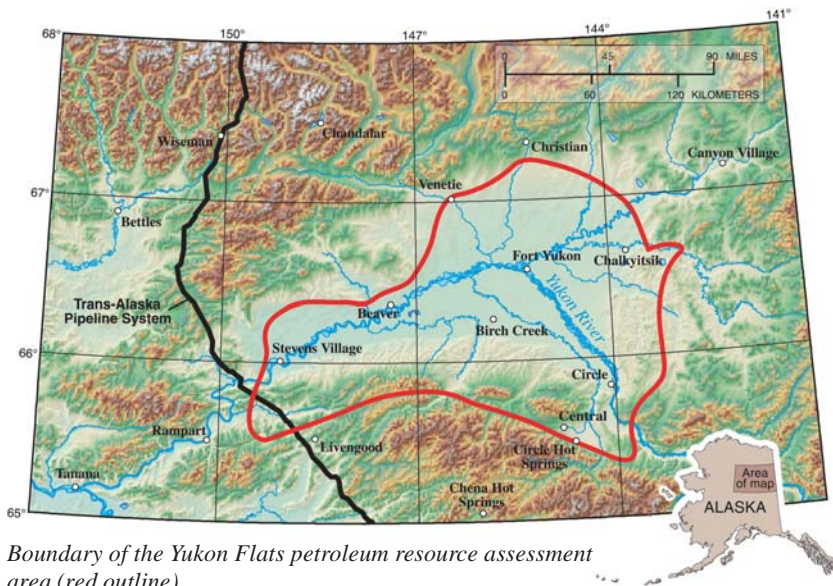 68°
150°
147°
144°
141°
0
45
90 MILES
0
60
120
KILOMETERS
Wiseman
Chandalar
Christian
Canyon Village
67°
Venetie
Bettles
Fort Yukon
Chalkyitsik
Trans-Alaska
Pipeline System
Beaver
Yukon River
Birch Creek
66°
Stevens Village
Circle
Central
Rampart
Livengood
Circle Hot
Springs
Tanana
Chena Hot
Springs
65°
Area
of map
ALASKA
Boundary of the Yukon Flats petroleum resource assessment
area (red outline)